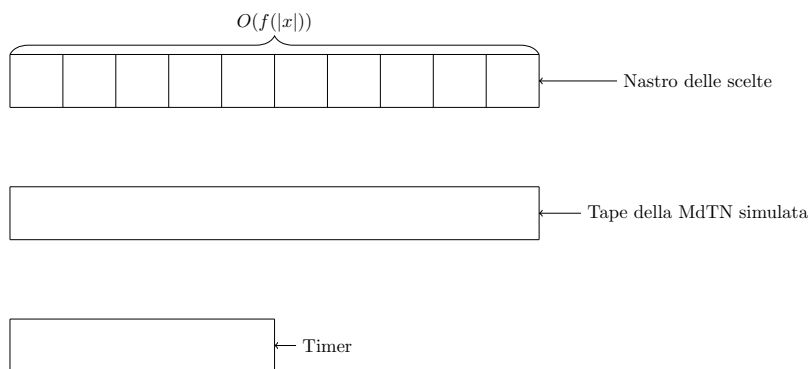 O(f(|x|))
Nastro delle scelte
Tape della MdTN simulata
Timer